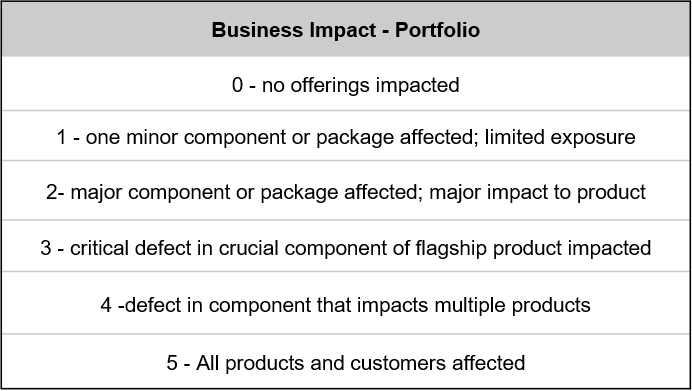 Business Impact - Portfolio
0 - no offerings impacted
1 - one minor component or package affected; limited exposure
2- major component or package affected; major impact to product
3 - critical defect in crucial component of flagship product impacted
4 -defect in component that impacts multiple products
5 - All products and customers affected